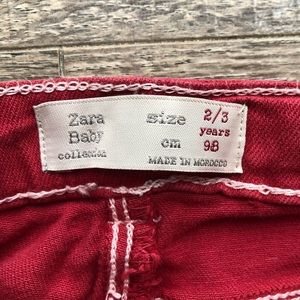 Zara size 2/3
Baby years
collection cm 98
MADE IN MOROCCO